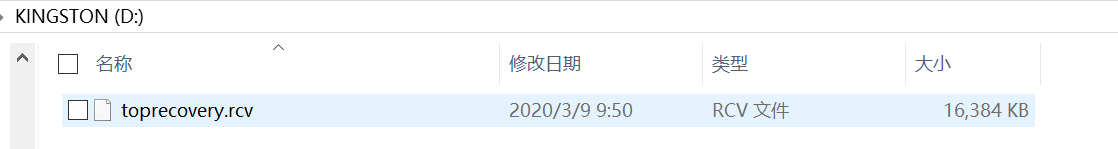 KINGSTON (D:)
名称 修改日期 类型 大小
toprecovery.rcv 2020/3/9 9:50 RCV 文件 16,384 KB